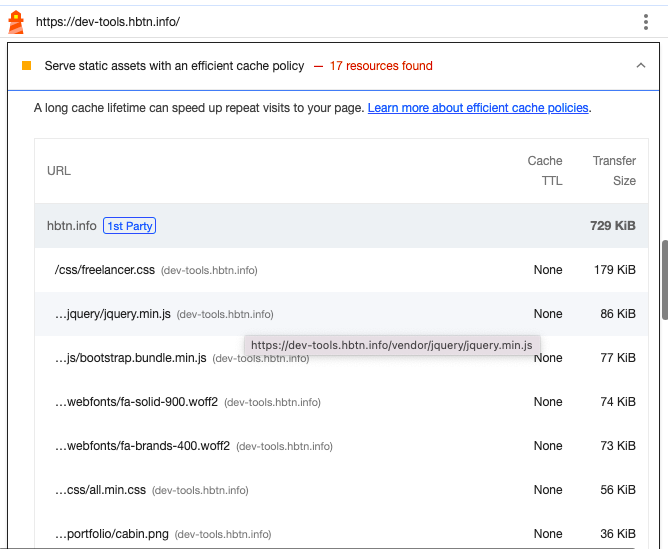 https://dev-tools.hbtn.info/
Serve static assets with an efficient cache policy — 17 resources found
A long cache lifetime can speed up repeat visits to your page. Learn more about efficient cache policies.
URL Cache TTL Transfer Size
hbtn.info 1st Party 729 KiB
/css/freelancer.css (dev-tools.hbtn.info) None 179 KiB
…jquery/jquery.min.js (dev-tools.hbtn.info) None 86 KiB
https://dev-tools.hbtn.info/vendor/jquery/jquery.min.js
…js/bootstrap.bundle.min.js (dev-tools.hbtn.info) None 77 KiB
…webfonts/fa-solid-900.woff2 (dev-tools.hbtn.info) None 74 KiB
…webfonts/fa-brands-400.woff2 (dev-tools.hbtn.info) None 73 KiB
…css/all.min.css (dev-tools.hbtn.info) None 56 KiB
…portfolio/cabin.png (dev-tools.hbtn.info) None 36 KiB